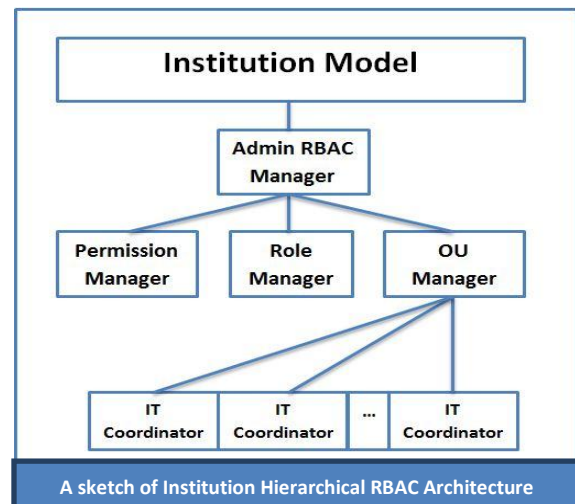 Institution Model
Admin RBAC
Manager
Permission
Manager
Role
Manager
OU
Manager
IT
Coordinator
IT
Coordinator
...
IT
Coordinator
A sketch of Institution Hierarchical RBAC Architecture